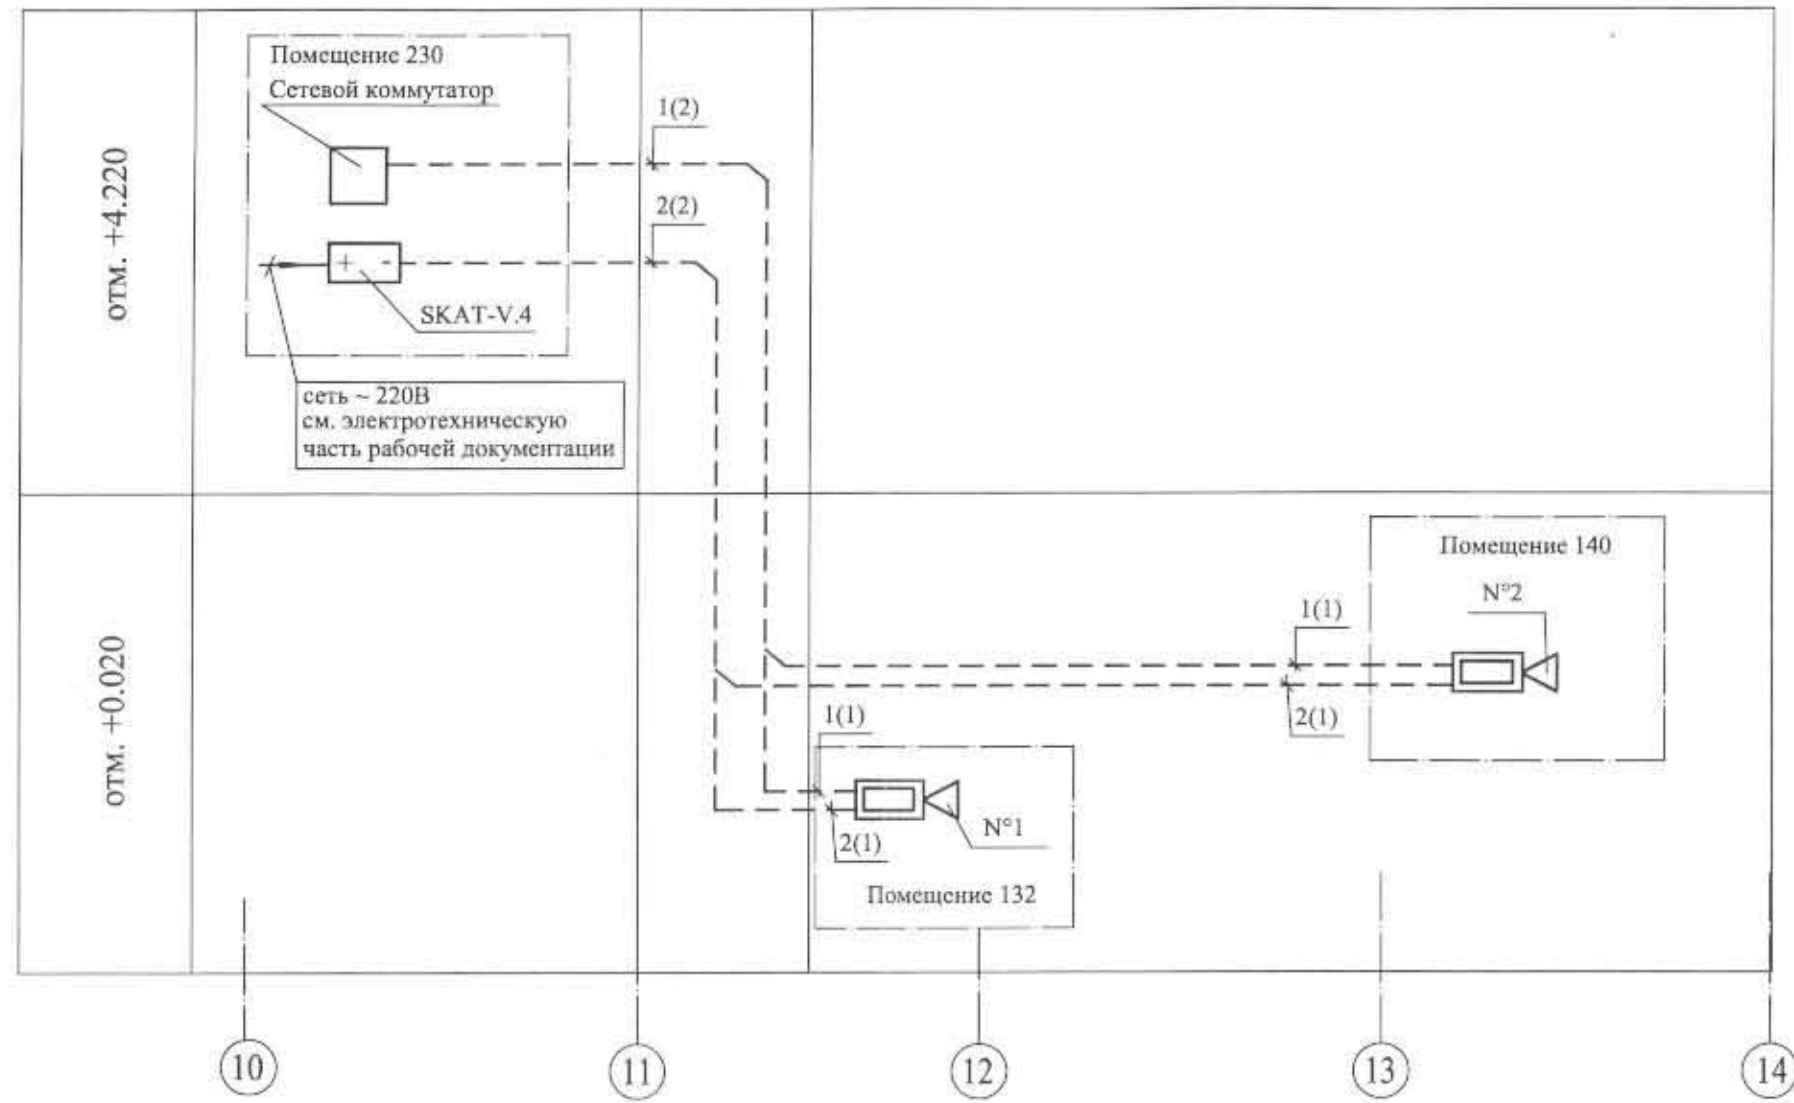 Помещение 230
Сетевой коммутатор
1(2)
отм. +4.220
2(2)
+ -
SKAT-V.4
сеть ~ 220В
см. электротехническую
часть рабочей документации
Помещение 140
N°2
1(1)
отм. +0.020
2(1)
1(1)
N°1
2(1)
Помещение 132
10
11
12
13
14